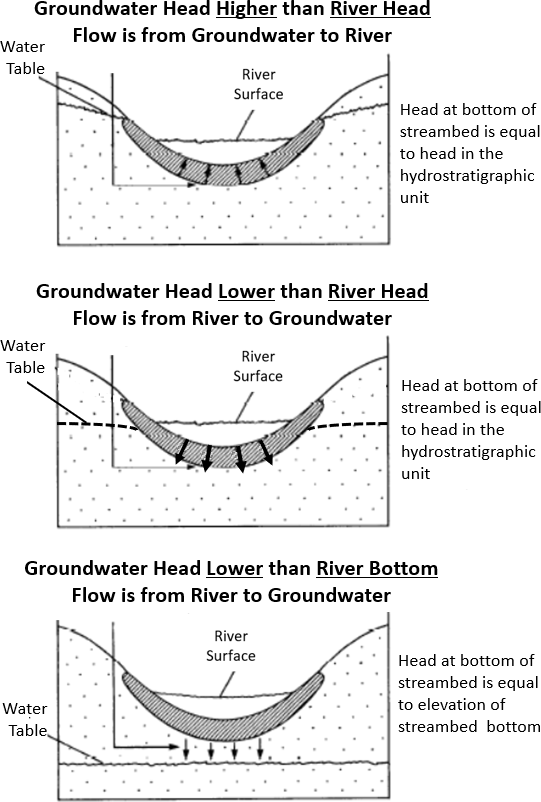 Groundwater Head Higher than River Head
Flow is from Groundwater to River
Water
Table
River
Surface
Head at bottom of
streambed is equal
to head in the
hydrostratigraphic
unit
Groundwater Head Lower than River Head
Flow is from River to Groundwater
Water
Table
River
Surface
Head at bottom of
streambed is equal
to head in the
hydrostratigraphic
unit
Groundwater Head Lower than River Bottom
Flow is from River to Groundwater
River
Surface
Head at bottom of
streambed is equal
to elevation of
streambed bottom
Water
Table